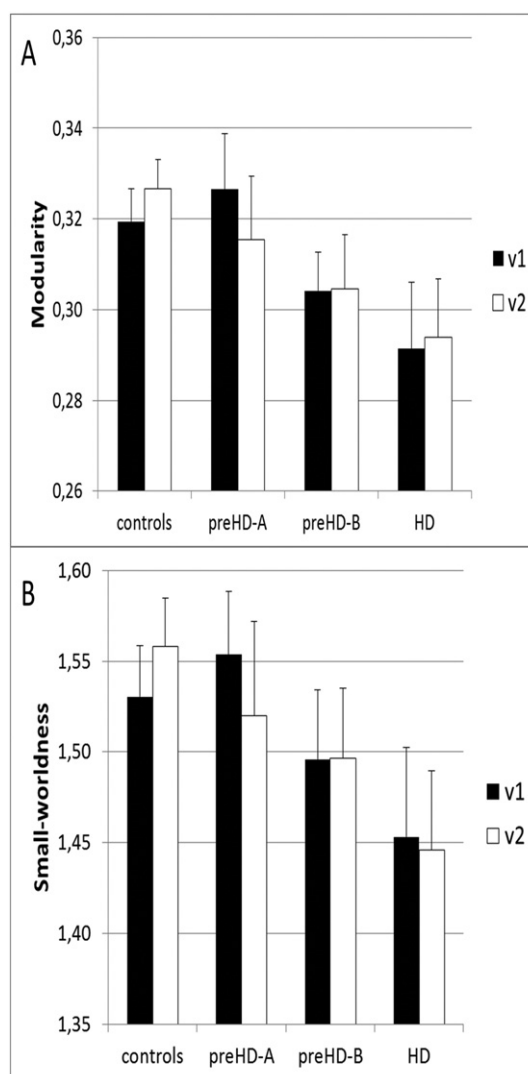 A
0,36
0,34
0,32
0,30
0,28
0,26
Modularity
v1
v2
controls preHD-A preHD-B HD
B
1,60
1,55
1,50
1,45
1,40
1,35
Small-worldness
v1
v2
controls preHD-A preHD-B HD